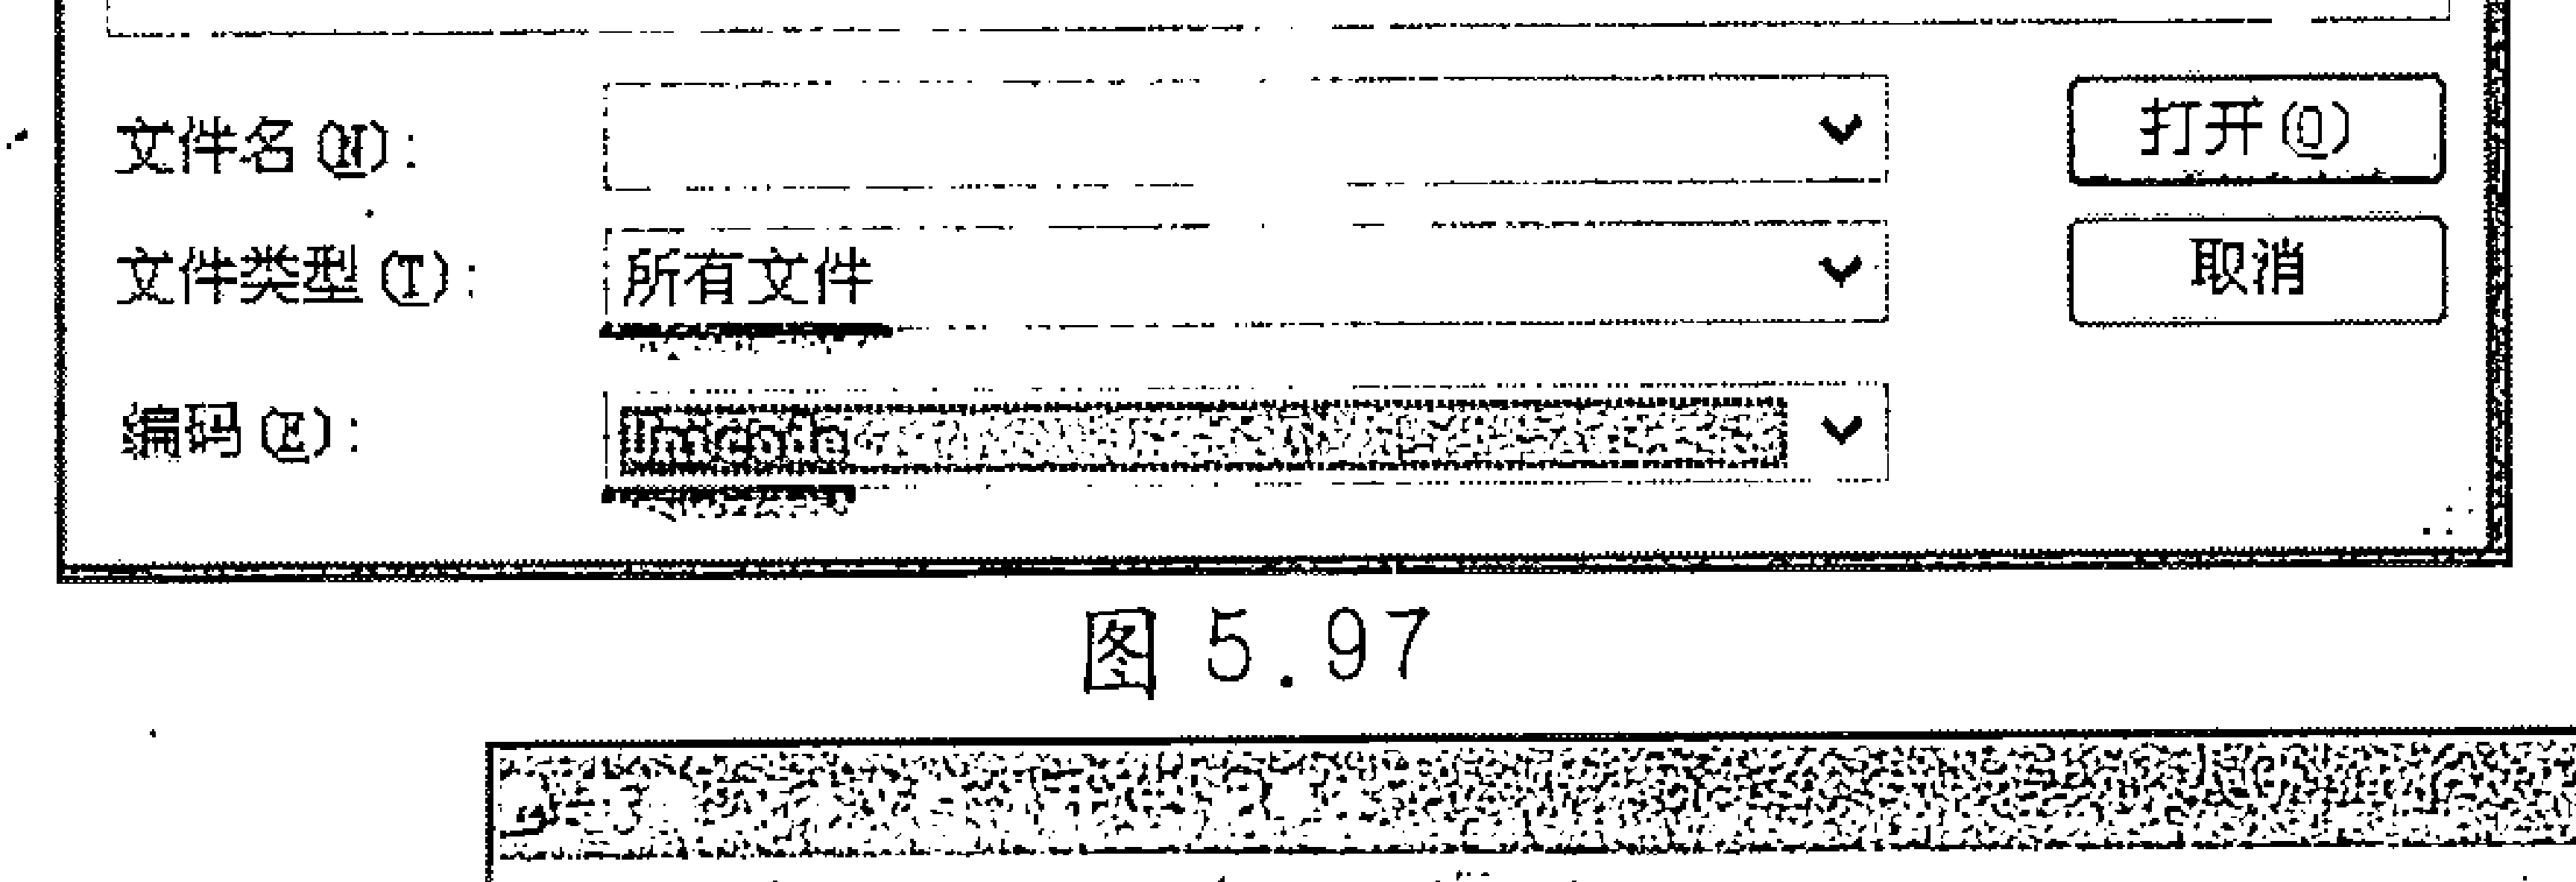 文件名(N):
打开(O)
文件类型(T):
所有文件
取消
编码(E):
Unicode
图 5.97